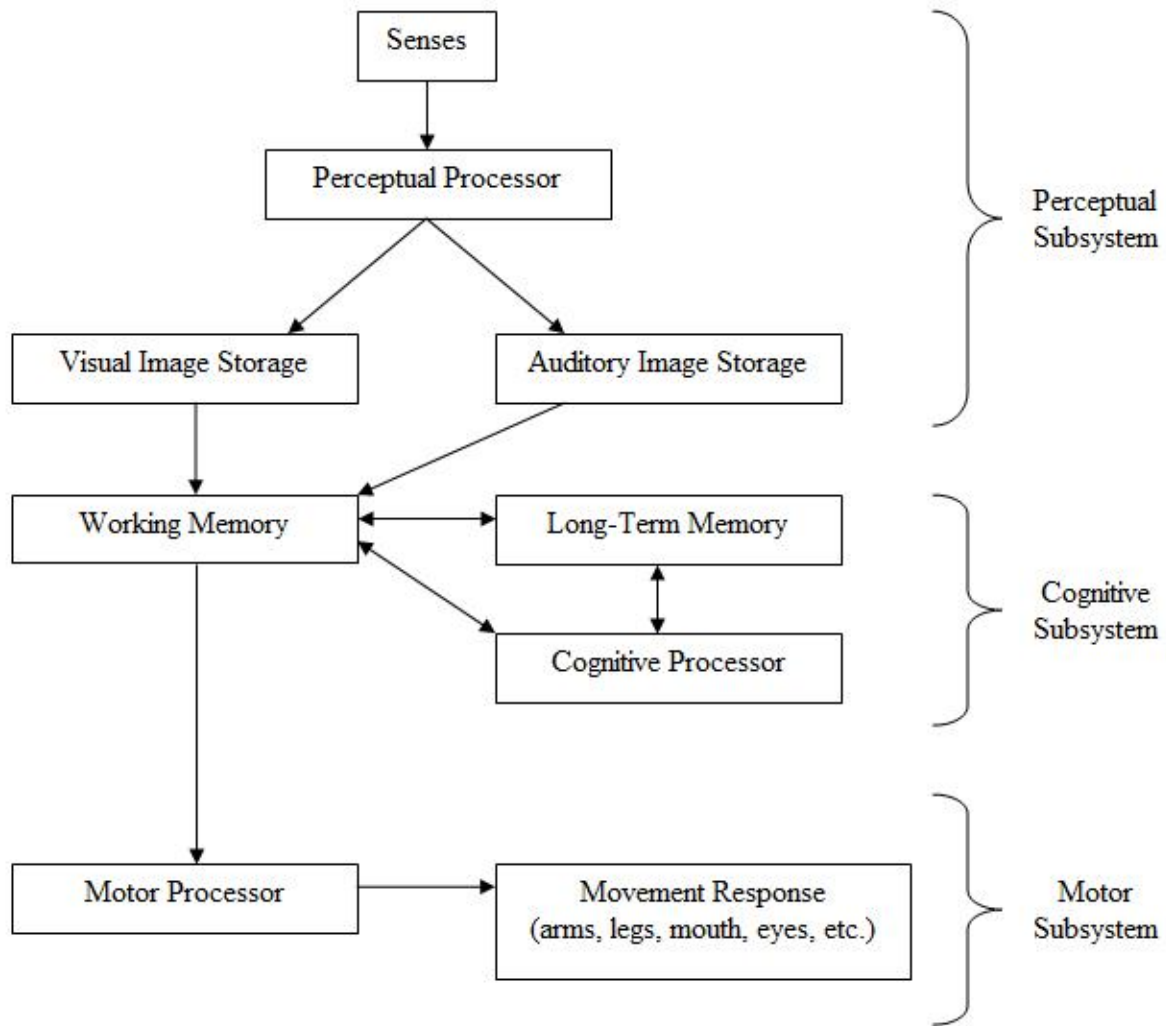 Senses
Perceptual Processor
Perceptual
Subsystem
Visual Image Storage
Auditory Image Storage
Working Memory
Long-Term Memory
Cognitive Processor
Cognitive
Subsystem
Motor Processor
Movement Response
(arms, legs, mouth, eyes, etc.)
Motor
Subsystem